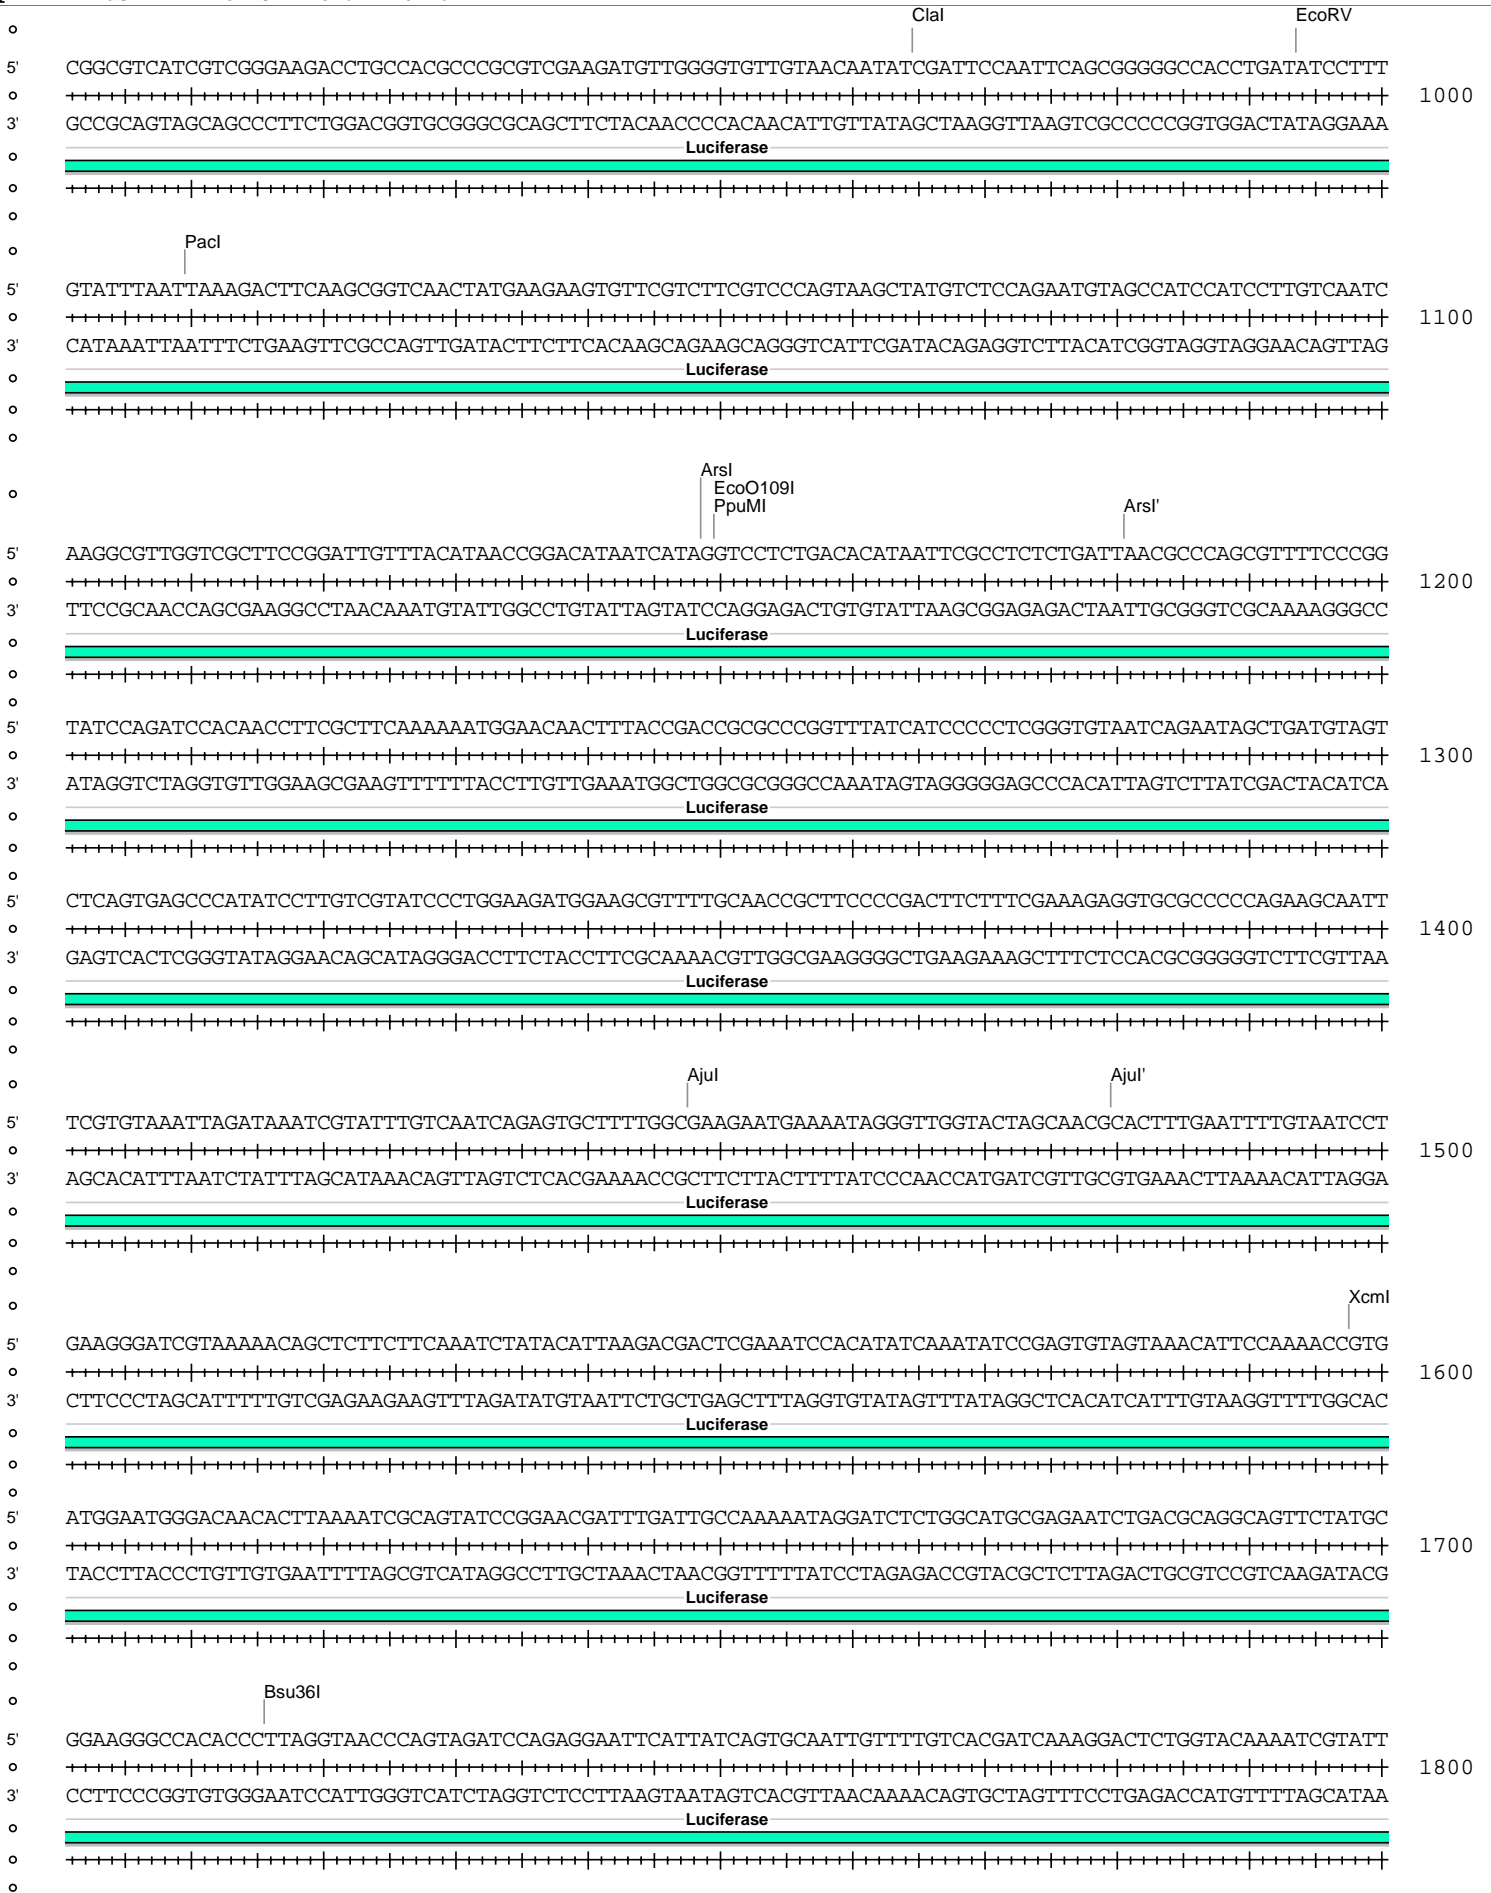 ClaI EcoRV
5' CGGCGTCATCGTCGGGAAGACCTGCCACGCCCGCGTCGAAGATGTTGGGGTGTTGTAACAATATCGATTCCAATTCAGCGGGGGCCACCTGATATCCTTT
1000
3' GCCGCAGTAGCAGCCCTTCTGGACGGTGCGGGCGCAGCTTCTACAACCCCACAACATTGTTATAGCTAAGGTTAAGTCGCCCCCGGTGGACTATAGGAAA
Luciferase
PacI
5' GTATTTAATTAAAGACTTCAAGCGGTCAACTATGAAGAAGTGTTCGTCTTCGTCCCAGTAAGCTATGTCTCCAGAATGTAGCCATCCATCCTTGTCAATC
1100
3' CATAAATTAATTTCTGAAGTTCGCCAGTTGATACTTCTTCACAAGCAGAAGCAGGGTCATTCGATACAGAGGTCTTACATCGGTAGGTAGGAACAGTTAG
Luciferase
ArsI
EcoO109I
PpuMI ArsI'
5' AAGGCGTTGGTCGCTTCCGGATTGTTTACATAACCGGACATAATCATAGGTCCTCTGACACATAATTCGCCTCTCTGATTAACGCCCAGCGTTTTCCCGG
1200
3' TTCCGCAACCAGCGAAGGCCTAACAAATGTATTGGCCTGTATTAGTATCCAGGAGACTGTGTATTAAGCGGAGAGACTAATTGCGGGTCGCAAAAGGGCC
Luciferase
5' TATCCAGATCCACAACCTTCGCTTCAAAAAATGGAACAACTTTACCGACCGCGCCCGGTTTATCATCCCCCTCGGGTGTAATCAGAATAGCTGATGTAGT
1300
3' ATAGGTCTAGGTGTTGGAAGCGAAGTTTTTTACCTTGTTGAAATGGCTGGCGCGGGCCAAATAGTAGGGGGAGCCCACATTAGTCTTATCGACTACATCA
Luciferase
5' CTCAGTGAGCCCATATCCTTGTCGTATCCCTGGAAGATGGAAGCGTTTTGCAACCGCTTCCCCGACTTCTTTCGAAAGAGGTGCGCCCCCAGAAGCAATT
1400
3' GAGTCACTCGGGTATAGGAACAGCATAGGGACCTTCTACCTTCGCAAAACGTTGGCGAAGGGGCTGAAGAAAGCTTTCTCCACGCGGGGGTCTTCGTTAA
Luciferase
AjuI AjuI'
5' TCGTGTAAATTAGATAAATCGTATTTGTCAATCAGAGTGCTTTTGGCGAAGAATGAAAATAGGGTTGGTACTAGCAACGCACTTTGAATTTTGTAATCCT
1500
3' AGCACATTTAATCTATTTAGCATAAACAGTTAGTCTCACGAAAACCGCTTCTTACTTTTATCCCAACCATGATCGTTGCGTGAAACTTAAAACATTAGGA
Luciferase
XcmI
5' GAAGGGATCGTAAAAACAGCTCTTCTTCAAATCTATACATTAAGACGACTCGAAATCCACATATCAAATATCCGAGTGTAGTAAACATTCCAAAACCGTG
1600
3' CTTCCCTAGCATTTTTGTCGAGAAGAAGTTTAGATATGTAATTCTGCTGAGCTTTAGGTGTATAGTTTATAGGCTCACATCATTTGTAAGGTTTTGGCAC
Luciferase
5' ATGGAATGGGACAACACTTAAAATCGCAGTATCCGGAACGATTTGATTGCCAAAAATAGGATCTCTGGCATGCGAGAATCTGACGCAGGCAGTTCTATGC
1700
3' TACCTTACCCTGTTGTGAATTTTAGCGTCATAGGCCTTGCTAAACTAACGGTTTTTATCCTAGAGACCGTACGCTCTTAGACTGCGTCCGTCAAGATACG
Luciferase
Bsu36I
5' GGAAGGGCCACACCCTTAGGTAACCCAGTAGATCCAGAGGAATTCATTATCAGTGCAATTGTTTTGTCACGATCAAAGGACTCTGGTACAAAATCGTATT
1800
3' CCTTCCCGGTGTGGGAATCCATTGGGTCATCTAGGTCTCCTTAAGTAATAGTCACGTTAACAAAACAGTGCTAGTTTCCTGAGACCATGTTTTAGCATAA
Luciferase